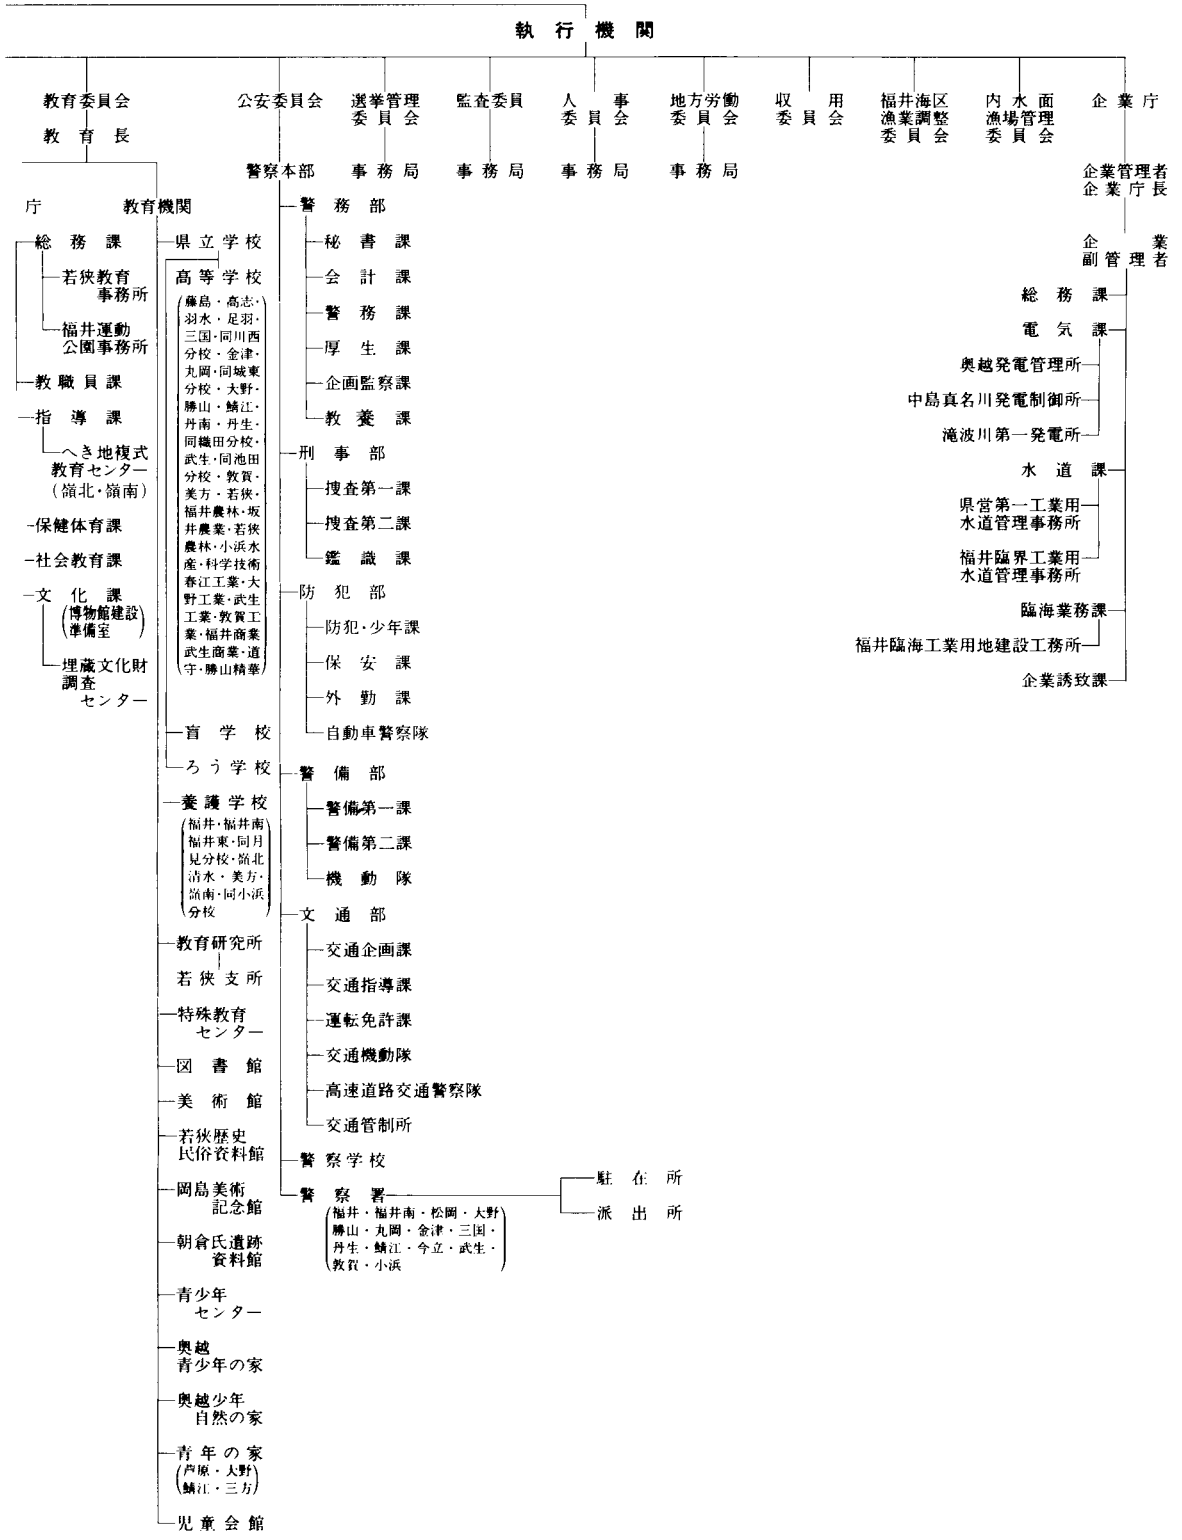 執行機関
教育委員会
教育長
庁
総務課
若狭教育
事務所
福井運動
公園事務所
教職員課
指導課
へき地複式
教育センター
（嶺北・嶺南）
保健体育課
社会教育課
文化課
（博物館建設
準備室）
埋蔵文化財
調査
センター
教育機関
県立学校
高等学校
（藤島・高志・
羽水・足羽・
三国・同川西
分校・金津・
丸岡・同城東
分校・大野・
勝山・鯖江・
丹南・丹生・
同織田分校・
武生・同池田
分校・敦賀・
美方・若狭・
福井農林・坂
井農業・若狭
農林・小浜水
産・科学技術
春江工業・大
野工業・武生
工業・敦賀工
業・福井商業
武生商業・道
守・勝山精華）
盲学校
ろう学校
養護学校
（福井・福井南
福井東・同月
見分校・嶺北
清水・美方・
嶺南・同小浜
分校）
教育研究所
若狭支所
特殊教育
センター
図書館
美術館
若狭歴史
民俗資料館
岡島美術
記念館
朝倉氏遺跡
資料館
青少年
センター
奥越
青少年の家
奥越少年
自然の家
青年の家
（芦原・大野
鯖江・三方）
児童会館
公安委員会
警察本部
警務部
秘書課
会計課
警務課
厚生課
企画監察課
教養課
刑事部
捜査第一課
捜査第二課
鑑識課
防犯部
防犯・少年課
保安課
外勤課
自動車警察隊
警備部
警備第一課
警備第二課
機動隊
文通部
交通企画課
交通指導課
運転免許課
交通機動隊
高速道路交通警察隊
交通管制所
警察学校
警察署
（福井・福井南・松岡・大野
勝山・丸岡・金津・三国・
丹生・鯖江・今立・武生・
敦賀・小浜）
駐在所
派出所
選挙管理
委員会
事務局
監査委員
事務局
人事
委員会
事務局
地方労働
委員会
事務局
収用
委員会
福井海区
漁業調整
委員会
内水面
漁場管理
委員会
企業庁
企業管理者
企業庁長
企業
副管理者
総務課
電気課
奥越発電管理所
中島真名川発電制御所
滝波川第一発電所
水道課
県営第一工業用
水道管理事務所
福井臨界工業用
水道管理事務所
臨海業務課
福井臨海工業用地建設工務所
企業誘致課